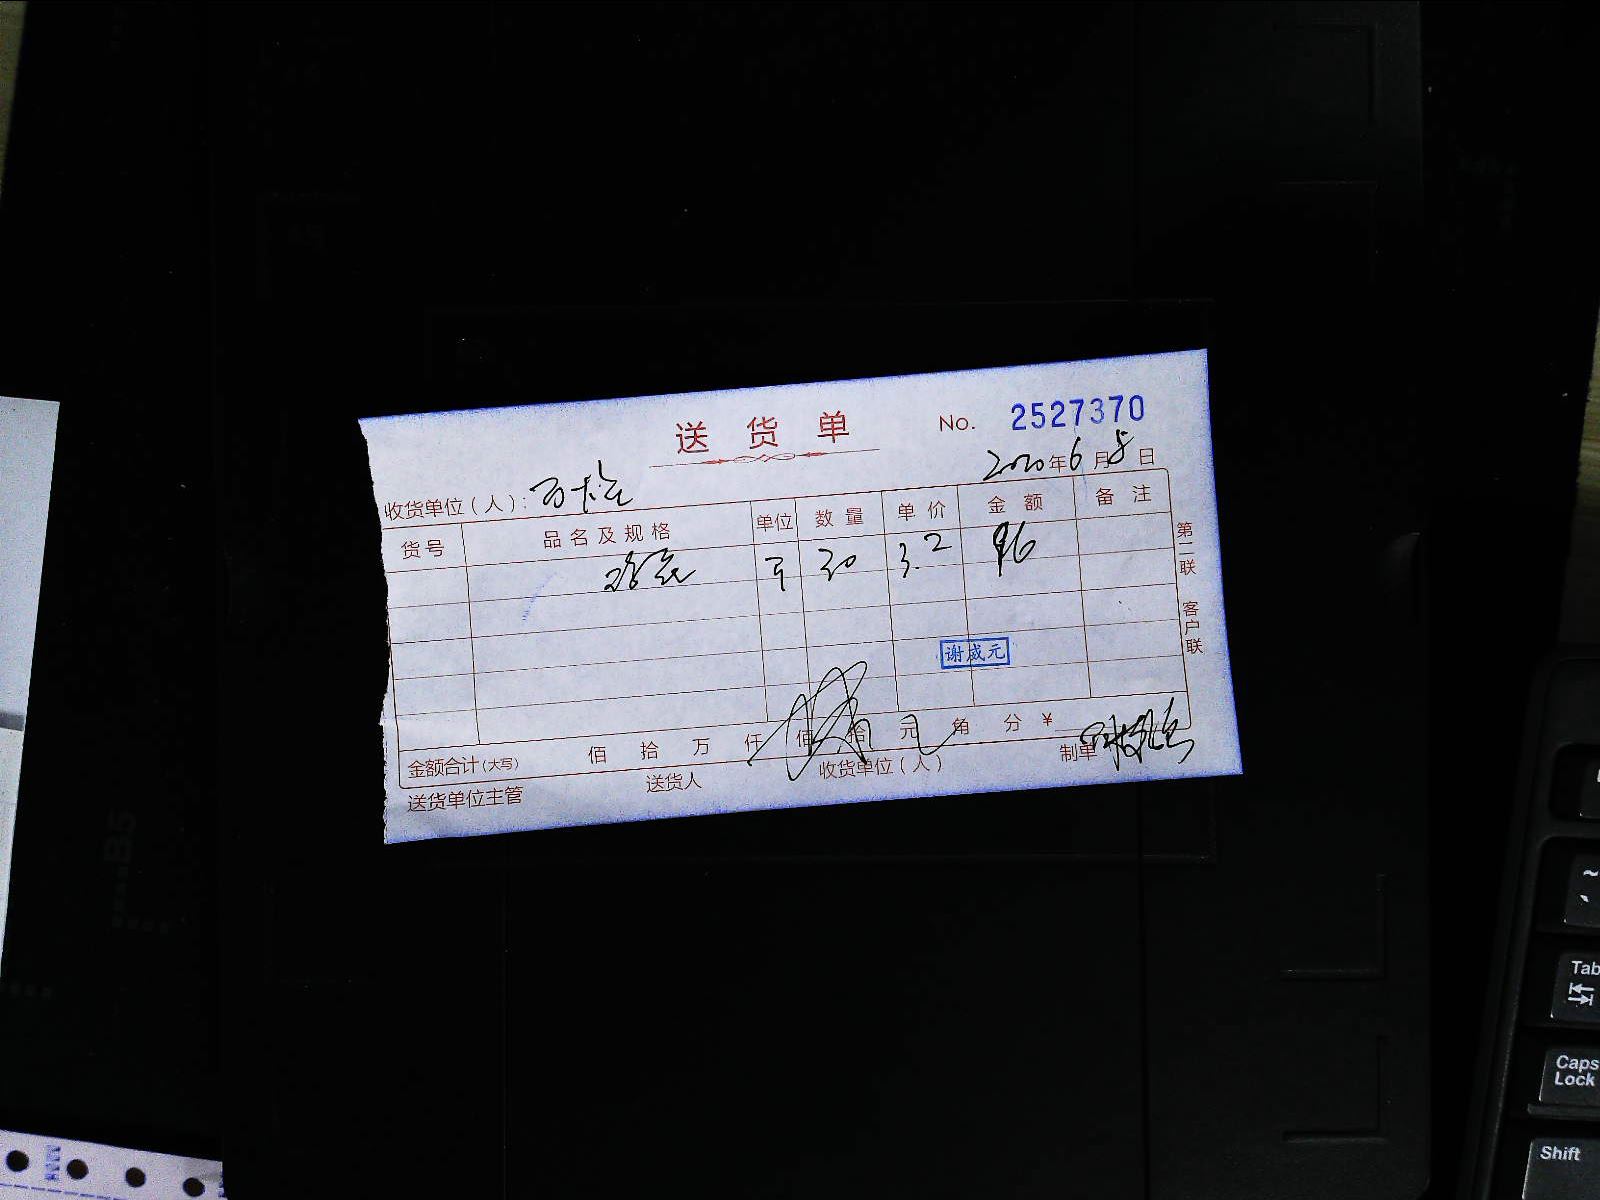 送货单
No. 2527370
2020年6月8日
收货单位（人）：
货号 品名及规格 单位 数量 单价 金额 备注
30 3.2 96
谢成元
金额合计（大写） 佰 拾 万 仟 佰 拾 元 角 分 ¥
送货单位主管 送货人 收货单位（人） 制单
第二联 客户联
B5
Tab
Caps Lock
Shift